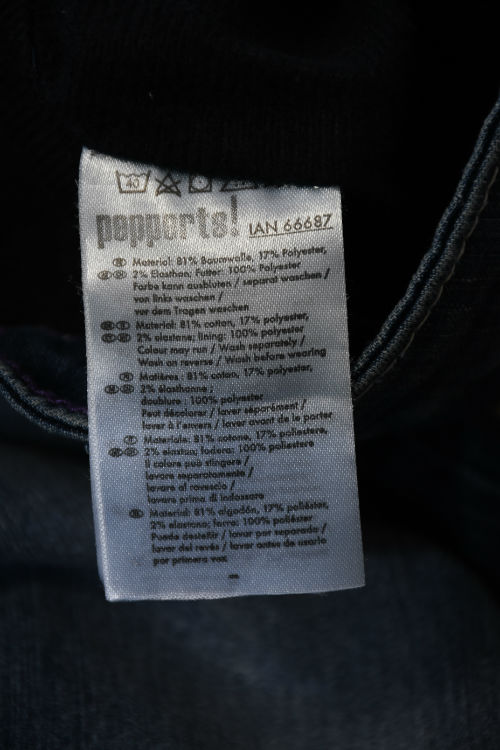 40
pepperts! IAN 66687
Material: 81% Baumwolle, 17% Polyester,
2% Elasthan; Futter: 100% Polyester
Farbe kann ausbluten / separat waschen /
von links waschen /
vor dem Tragen waschen
Material: 81% cotton, 17% polyester,
2% elastane; lining: 100% polyester
Colour may run / Wash separately /
Wash on reverse / Wash before wearing
Matières : 81% coton, 17% polyester,
2% élasthanne ;
doublure : 100% polyester
Peut décolorer / laver séparément /
laver à l'envers / laver avant de le porter
Materiale: 81% cotone, 17% poliestere,
2% elastan; fodera: 100% poliestere
Il colore può stingere /
lavare separatamente /
lavare al rovescio /
lavare prima di indossare
Material: 81% algodón, 17% poliéster,
2% elastano; forro: 100% poliéster
Puede desteñir / lavar por separado /
lavar del revés / lavar antes de usarlo
por primera vez